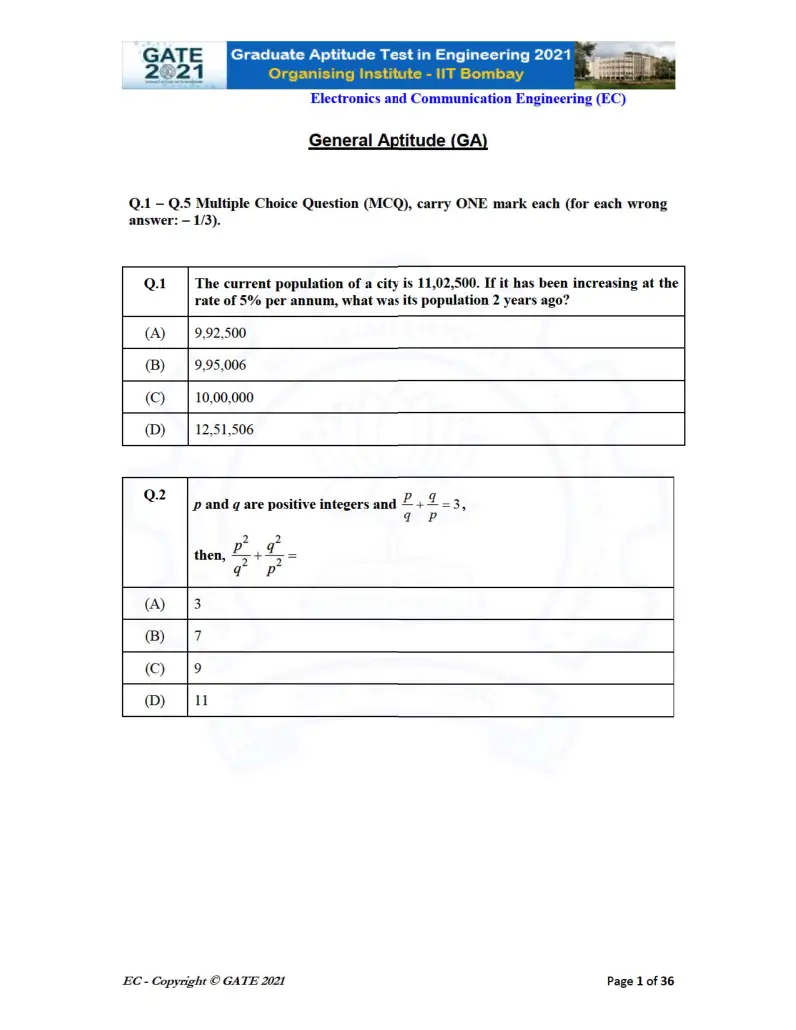 GATE
2021
Graduate Aptitude Test in Engineering 2021
Organising Institute - IIT Bombay
Electronics and Communication Engineering (EC)
General Aptitude (GA)
Q.1 – Q.5 Multiple Choice Question (MCQ), carry ONE mark each (for each wrong
answer: – 1/3).
Q.1 The current population of a city is 11,02,500. If it has been increasing at the
rate of 5% per annum, what was its population 2 years ago?
(A) 9,92,500
(B) 9,95,006
(C) 10,00,000
(D) 12,51,506
Q.2 p and q are positive integers and p/q + q/p = 3,
then, p²/q² + q²/p² =
(A) 3
(B) 7
(C) 9
(D) 11
EC - Copyright © GATE 2021 Page 1 of 36